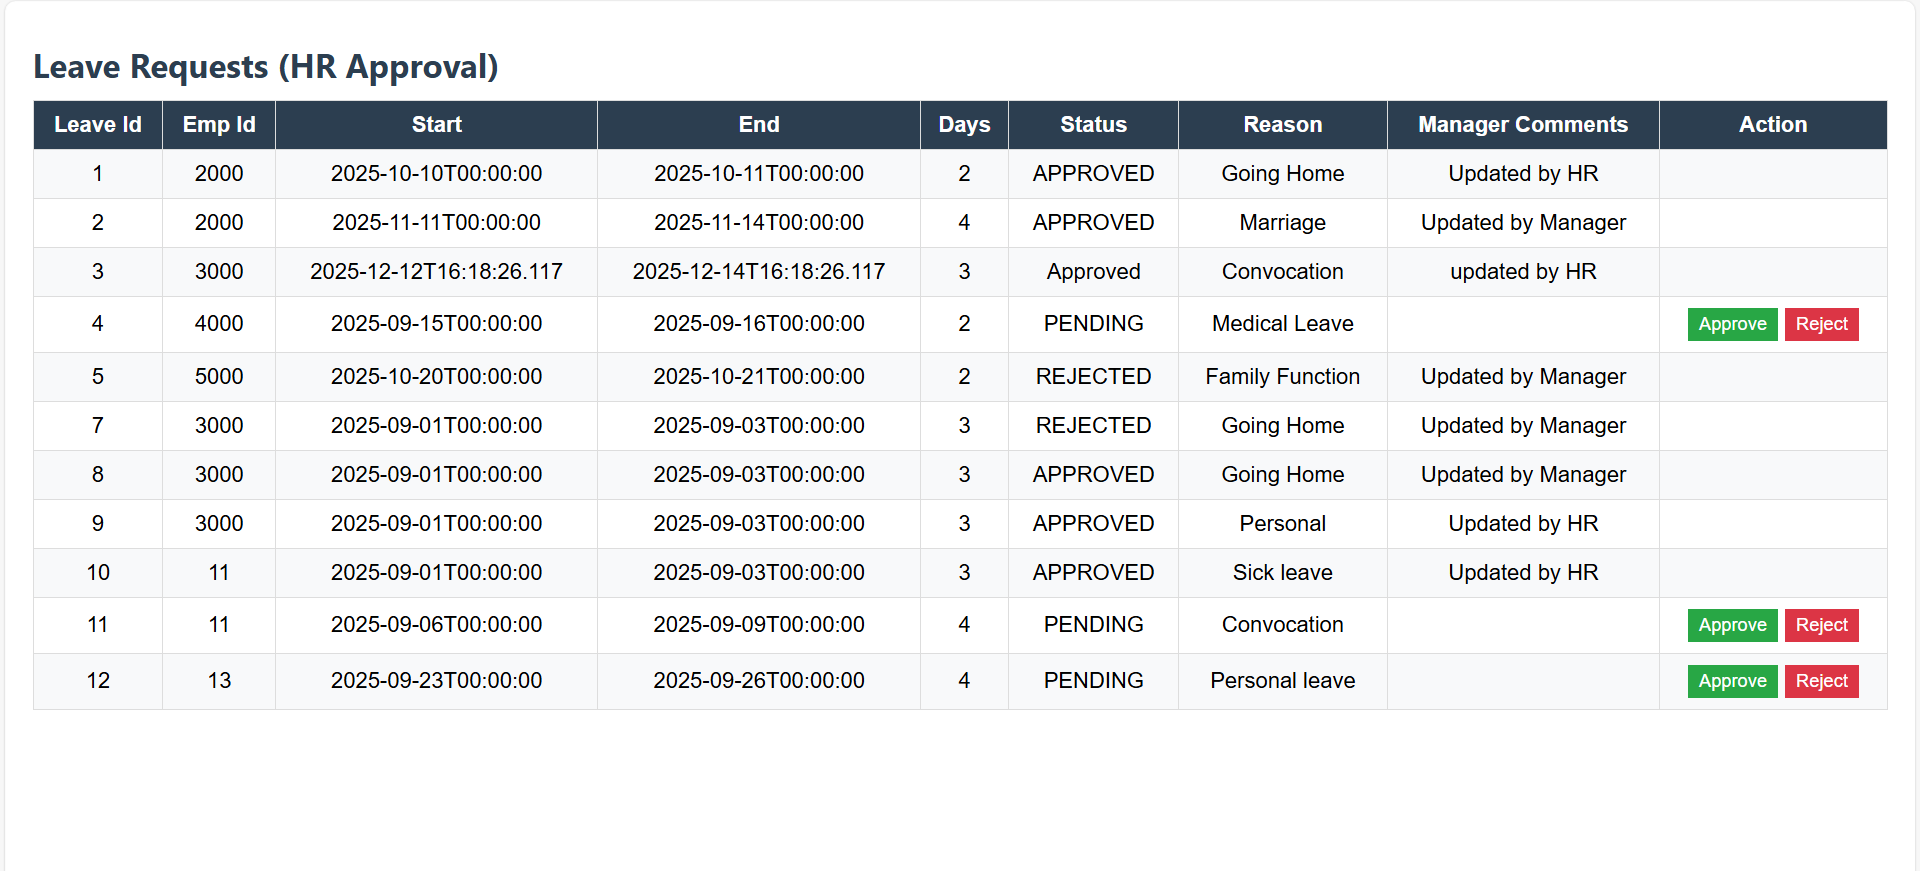 Leave Requests (HR Approval)
Leave Id Emp Id Start End Days Status Reason Manager Comments Action
1 2000 2025-10-10T00:00:00 2025-10-11T00:00:00 2 APPROVED Going Home Updated by HR
2 2000 2025-11-11T00:00:00 2025-11-14T00:00:00 4 APPROVED Marriage Updated by Manager
3 3000 2025-12-12T16:18:26.117 2025-12-14T16:18:26.117 3 Approved Convocation updated by HR
4 4000 2025-09-15T00:00:00 2025-09-16T00:00:00 2 PENDING Medical Leave Approve Reject
5 5000 2025-10-20T00:00:00 2025-10-21T00:00:00 2 REJECTED Family Function Updated by Manager
7 3000 2025-09-01T00:00:00 2025-09-03T00:00:00 3 REJECTED Going Home Updated by Manager
8 3000 2025-09-01T00:00:00 2025-09-03T00:00:00 3 APPROVED Going Home Updated by Manager
9 3000 2025-09-01T00:00:00 2025-09-03T00:00:00 3 APPROVED Personal Updated by HR
10 11 2025-09-01T00:00:00 2025-09-03T00:00:00 3 APPROVED Sick leave Updated by HR
11 11 2025-09-06T00:00:00 2025-09-09T00:00:00 4 PENDING Convocation Approve Reject
12 13 2025-09-23T00:00:00 2025-09-26T00:00:00 4 PENDING Personal leave Approve Reject